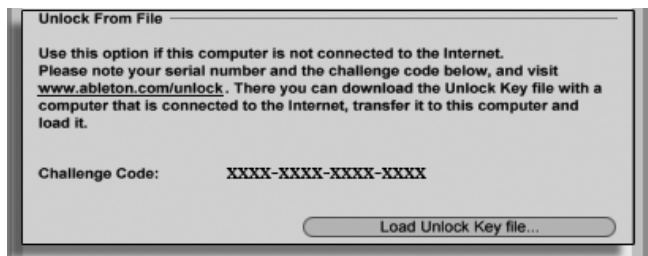 Unlock From File
Use this option if this computer is not connected to the Internet.
Please note your serial number and the challenge code below, and visit
www.ableton.com/unlock. There you can download the Unlock Key file with a
computer that is connected to the Internet, transfer it to this computer and
load it.
Challenge Code: XXXX-XXXX-XXXX-XXXX
Load Unlock Key file...